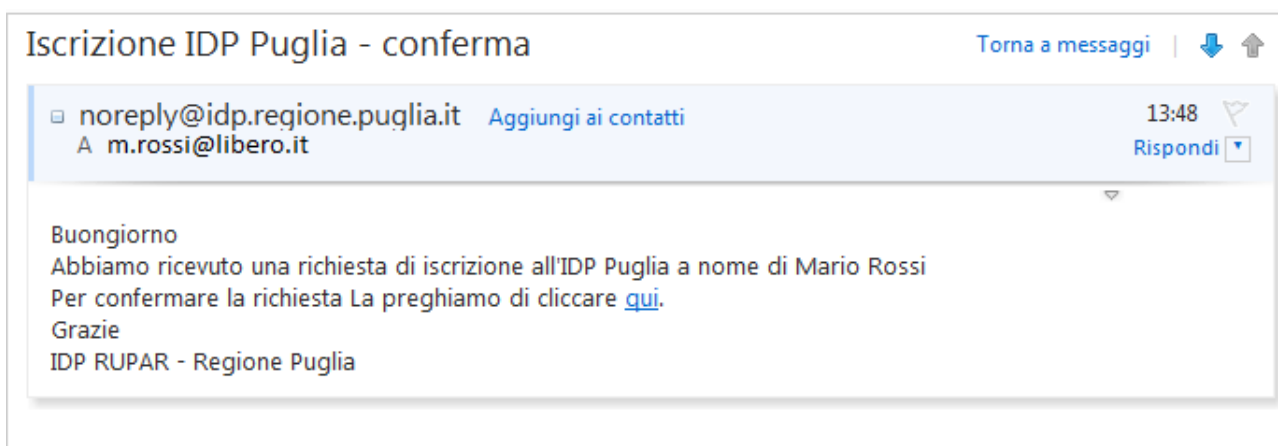 Iscrizione IDP Puglia - conferma
Torna a messaggi |
noreply@idp.regione.puglia.it Aggiungi ai contatti 13:48
A m.rossi@libero.it Rispondi
Buongiorno
Abbiamo ricevuto una richiesta di iscrizione all'IDP Puglia a nome di Mario Rossi
Per confermare la richiesta La preghiamo di cliccare qui.
Grazie
IDP RUPAR - Regione Puglia